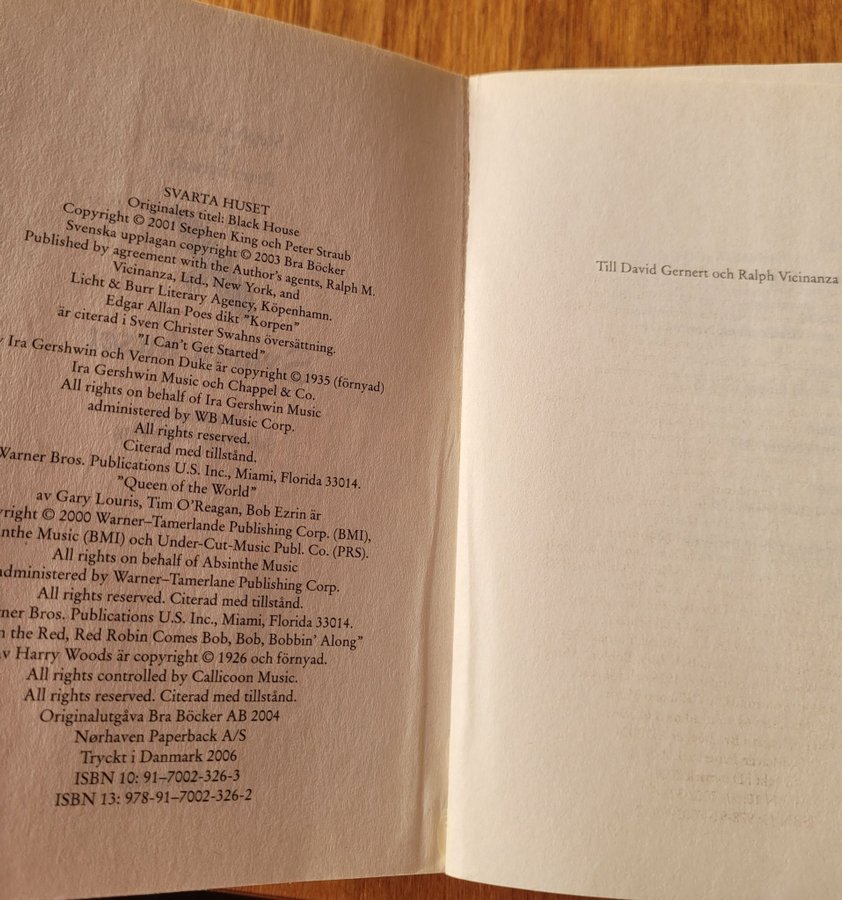 SVARTA HUSET
Originalets titel: Black House
Copyright © 2001 Stephen King och Peter Straub
Svenska upplagan copyright © 2003 Bra Böcker
Published by agreement with the Author's agents, Ralph M.
Vicinanza, Ltd., New York, and
Licht & Burr Literary Agency, Köpenhamn.
Edgar Allan Poes dikt ”Korpen”
är citerad i Sven Christer Swahns översättning.
”I Can't Get Started”
Ira Gershwin och Vernon Duke är copyright © 1935 (förnyad)
Ira Gershwin Music och Chappel & Co.
All rights on behalf of Ira Gershwin Music
administered by WB Music Corp.
All rights reserved.
Citerad med tillstånd.
Warner Bros. Publications U.S. Inc., Miami, Florida 33014.
”Queen of the World”
av Gary Louris, Tim O'Reagan, Bob Ezrin är
right © 2000 Warner–Tamerlande Publishing Corp. (BMI),
nthe Music (BMI) och Under-Cut-Music Publ. Co. (PRS).
All rights on behalf of Absinthe Music
administered by Warner–Tamerlane Publishing Corp.
All rights reserved. Citerad med tillstånd.
ner Bros. Publications U.S. Inc., Miami, Florida 33014.
n the Red, Red Robin Comes Bob, Bob, Bobbin' Along”
av Harry Woods är copyright © 1926 och förnyad.
All rights controlled by Callicoon Music.
All rights reserved. Citerad med tillstånd.
Originalutgåva Bra Böcker AB 2004
Nørhaven Paperback A/S
Tryckt i Danmark 2006
ISBN 10: 91–7002-326-3
ISBN 13: 978-91–7002-326-2
Till David Gernert och Ralph Vicinanza